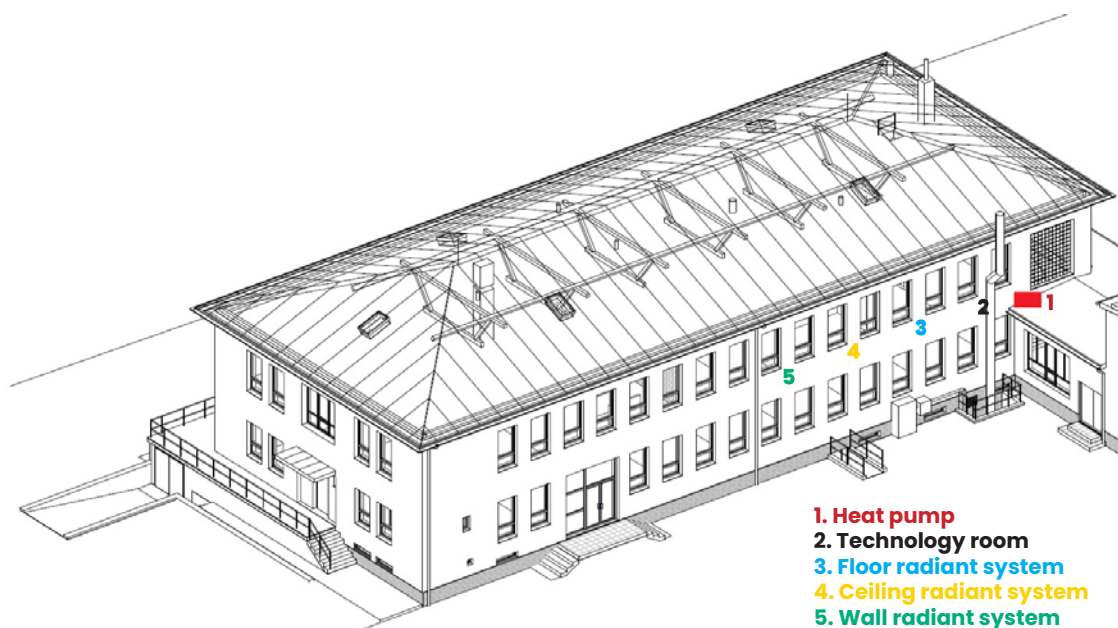 1
2
3
4
5
1. Heat pump
2. Technology room
3. Floor radiant system
4. Ceiling radiant system
5. Wall radiant system